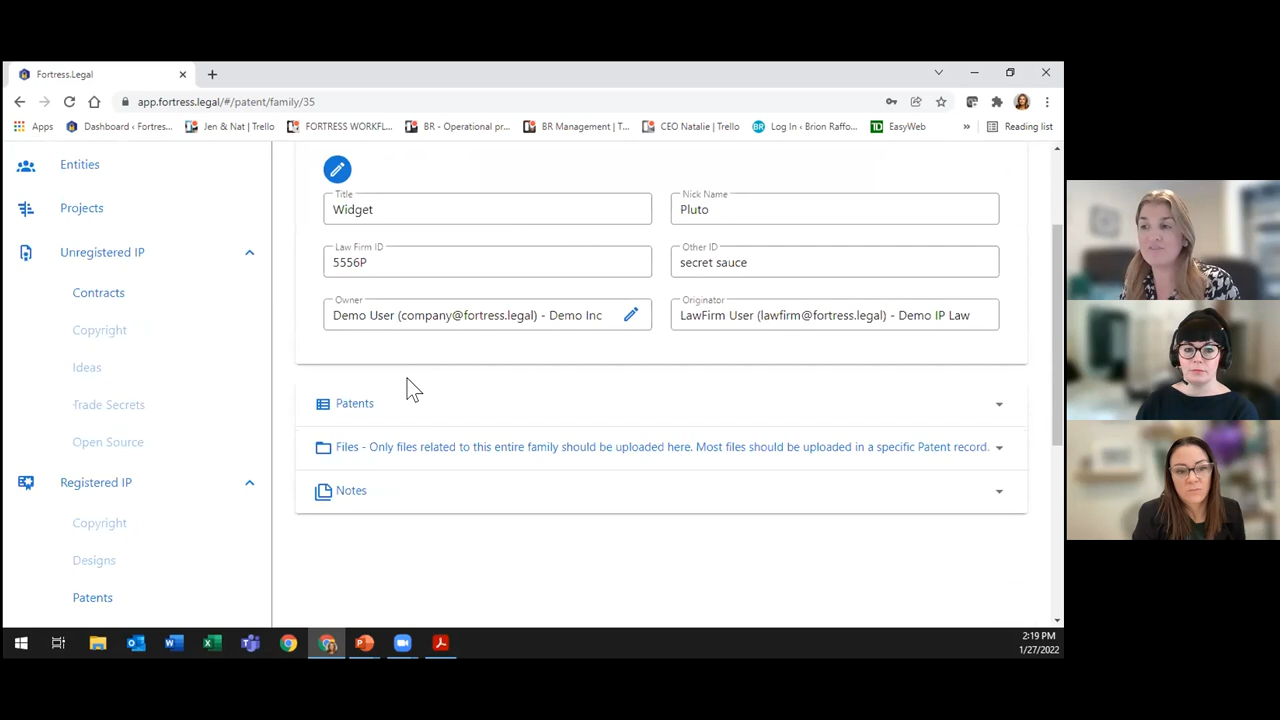 Fortress.Legal
app.fortress.legal/#/patent/family/35
Apps
Dashboard ‹ Fortres...
Jen & Nat | Trello
FORTRESS WORKFL...
BR - Operational pr...
BR Management | T...
CEO Natalie | Trello
Log In ‹ Brion Raffo...
EasyWeb
»
Reading list
Entities
Projects
Unregistered IP
Contracts
Copyright
Ideas
Trade Secrets
Open Source
Registered IP
Copyright
Designs
Patents
Title
Widget
Nick Name
Pluto
Law Firm ID
5556P
Other ID
secret sauce
Owner
Demo User (company@fortress.legal) - Demo Inc
Originator
LawFirm User (lawfirm@fortress.legal) - Demo IP Law
Patents
Files - Only files related to this entire family should be uploaded here. Most files should be uploaded in a specific Patent record.
Notes
2:19 PM
1/27/2022